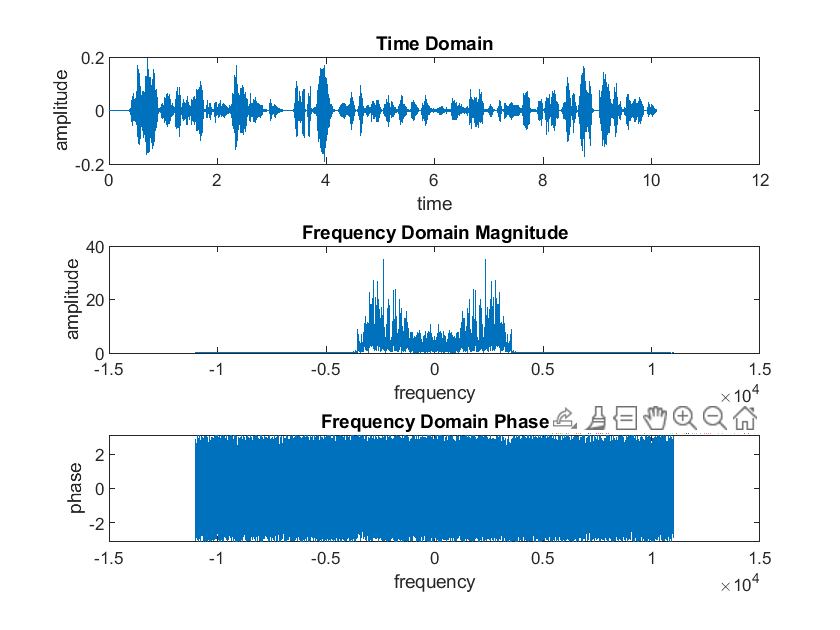 Time Domain
0.2
0
-0.2
amplitude
0 2 4 6 8 10 12
time
Frequency Domain Magnitude
40
20
0
amplitude
-1.5 -1 -0.5 0 0.5 1 1.5
frequency
×10^4
Frequency Domain Phase
2
0
-2
phase
-1.5 -1 -0.5 0 0.5 1 1.5
frequency
×10^4